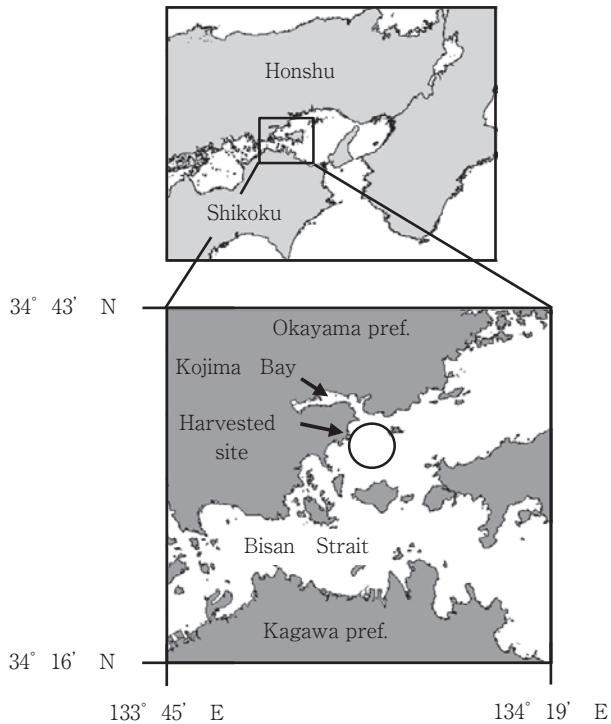 Honshu
Shikoku
34° 43' N
Okayama pref.
Kojima Bay
Harvested
site
Bisan Strait
Kagawa pref.
34° 16' N
133° 45' E
134° 19' E